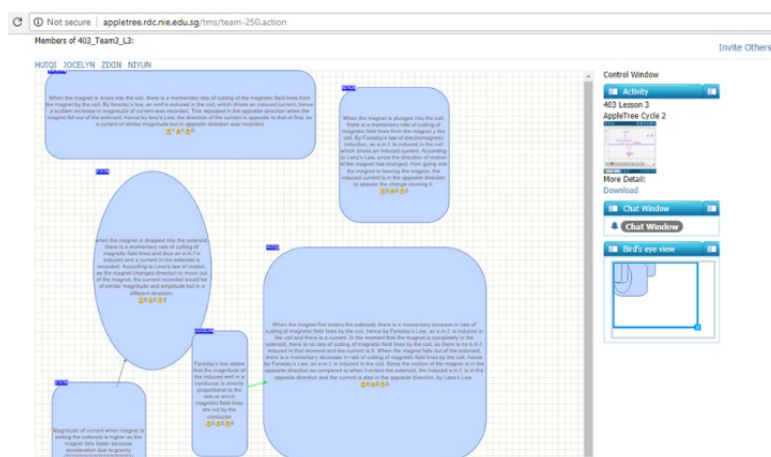 Not secure | appletree.rdc.nie.edu.sg/tms/team-250.action
Members of 403_Team3_L3:
Invite Others
HUIQI JOCELYN ZIXIN NIYUN
When the magnet is drops into the coil, there is a momentary rate of cutting of the magnetic field lines from
the magnet by the coil. By Faraday's law, an emf is induced in the coil, which drives an induced current, hence
a sudden increase in magnitude of current was recorded. This repeated in the opposite direction when the
magnet fell out of the solenoid, hence by lenz's Law, the direction of the current is opposite to that at first, so
a current of similar magnitude but in opposite direction was recorded
NIYUN
When the magnet is plunged into the coil,
there is a momentary rate of cutting of
magnetic field lines from the magnet y the
coil. By Faraday's law of electromagnetic
induction, an e.m.f. is induced in the coil
which drives an induced current. According
to Lenz's Law, since the direction of motion
of the magnet has changed, from going into
the magnet to leaving the magnet, the
induced current is in the opposite direction
to oppose the change causing it.
ZIXIN
when the magnet is dropped into the solenoid,
there is a momentary rate of cutting of
magnetic field lines and thus an e.m.f is
induced and a current in the solenoid is
recorded. According to Lenz's law of motion,
as the magnet changes direction to move out
of the magnet, the current recorded would be
of similar magnitude and amplitude but in a
different direction.
HUIQI
When the magnet first enters the solenoid, there is a momentary increase in rate of
cutting of magnetic field lines by the coil, hence by Faraday's Law, an e.m.f. is induced in
the coil and there is a current. In the moment that the magnet is completely in the
solenoid, there is no rate of cutting of magnetic field lines by the coil, so there is no e.m.f
induced in that moment and the current is 0. When the magnet falls out of the solenoid,
there is a momentary decrease in rate of cutting of magnetic field lines by the coil, hence
by Faraday's Law, an e.m.f. is induced in the coil. Since the motion of the magnet is in the
opposite direction as compared to when it enters the solenoid, the induced e.m.f. is in the
opposite direction and the current is also in the opposite direction, by Lenz's Law.
JOCELYN
Faraday's law states
that the magnitude of
the induced emf in a
conductor is directly
proportional to the
rate at which
magnetic field lines
are cut by the
conductor
ZIXIN
Magnitude of current when magnet is
exiting the solenoid is higher as the
magnet falls faster because
acceleration due to gravity
Control Window
Activity
403 Lesson 3
AppleTree Cycle 2
More Detail:
Download
Chat Window
Chat Window
Bird's eye view